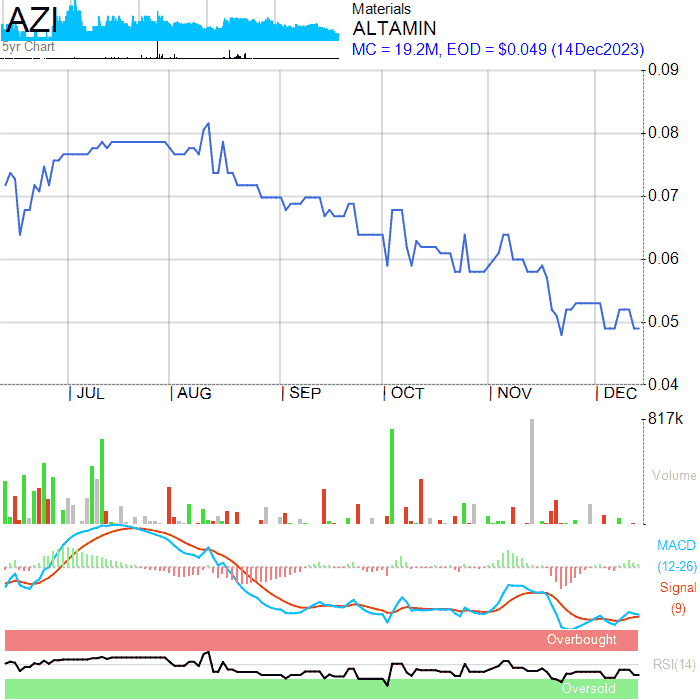 AZI
5yr Chart
Materials
ALTAMIN
MC = 19.2M, EOD = $0.049 (14Dec2023)
0.09
0.08
0.07
0.06
0.05
0.04
JUL AUG SEP OCT NOV DEC
817k
Volume
MACD
(12-26)
Signal
(9)
Overbought
RSI(14)
Oversold